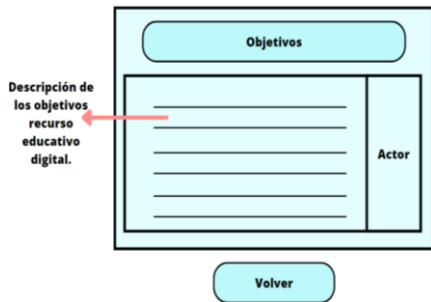 Objetivos
Descripción de
los objetivos
recurso
educativo
digital.
Actor
Volver